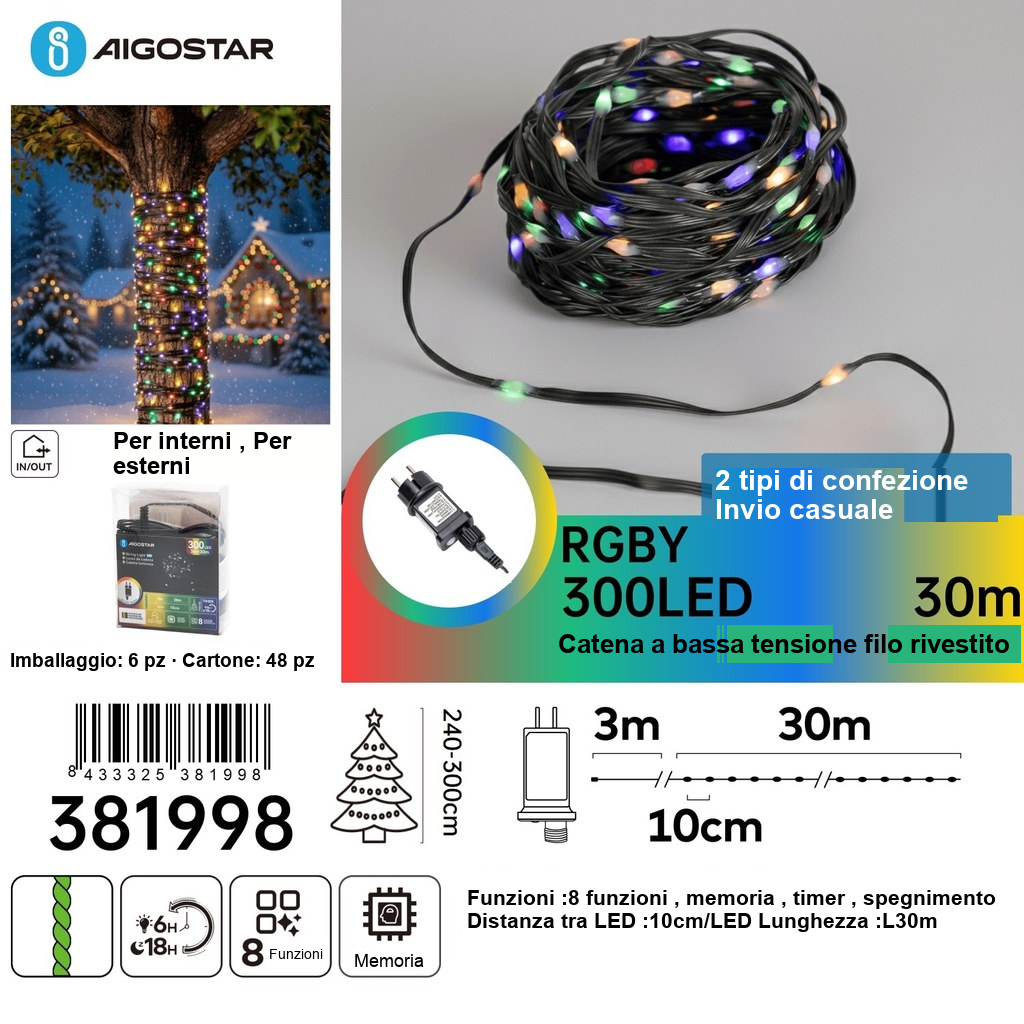 AIGOSTAR
IN/OUT
Per interni , Per
esterni
AIGOSTAR
300LED
Imballaggio: 6 pz · Cartone: 48 pz
2 tipi di confezione
Invio casuale
RGBY
300LED 30m
Catena a bassa tensione filo rivestito
8 433325 381998
381998
240-300cm
3m 30m
10cm
6H
18H
8 Funzioni
Memoria
Funzioni :8 funzioni , memoria , timer , spegnimento
Distanza tra LED :10cm/LED Lunghezza :L30m